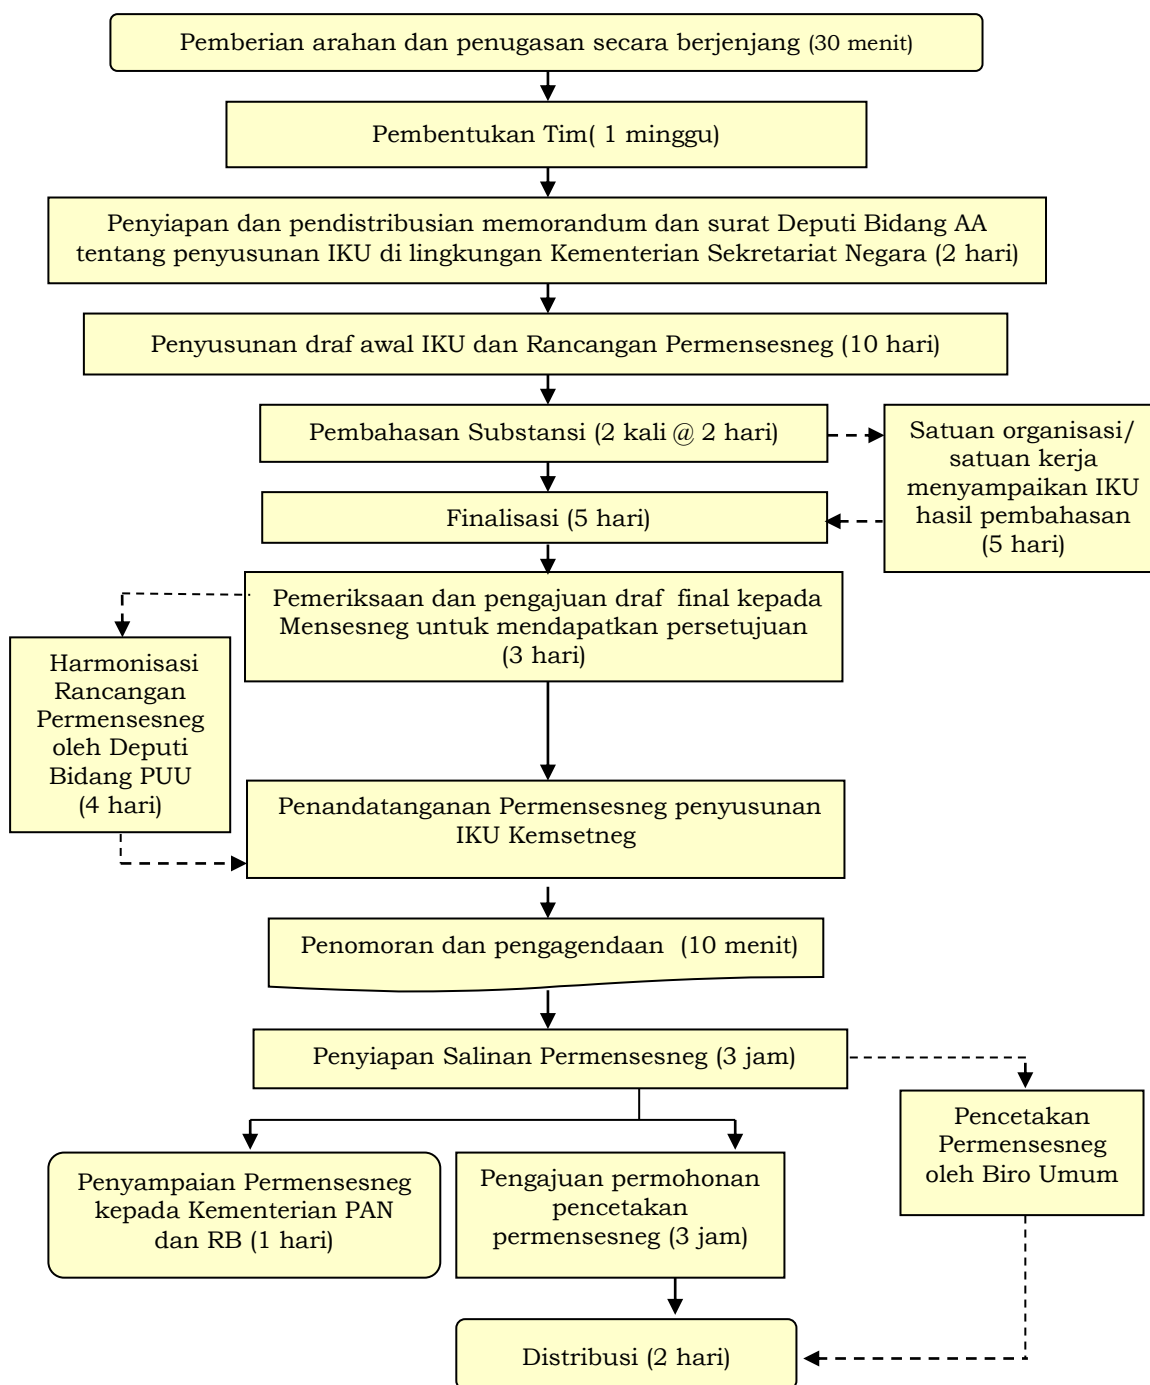 Pemberian arahan dan penugasan secara berjenjang (30 menit)
Pembentukan Tim( 1 minggu)
Penyiapan dan pendistribusian memorandum dan surat Deputi Bidang AA
tentang penyusunan IKU di lingkungan Kementerian Sekretariat Negara (2 hari)
Penyusunan draf awal IKU dan Rancangan Permensesneg (10 hari)
Pembahasan Substansi (2 kali @ 2 hari)
Satuan organisasi/
satuan kerja
menyampaikan IKU
hasil pembahasan
(5 hari)
Finalisasi (5 hari)
Pemeriksaan dan pengajuan draf  final kepada
Mensesneg untuk mendapatkan persetujuan
(3 hari)
Harmonisasi
Rancangan
Permensesneg
oleh Deputi
Bidang PUU
(4 hari)
Penandatanganan Permensesneg penyusunan
IKU Kemsetneg
Penomoran dan pengagendaan  (10 menit)
Penyiapan Salinan Permensesneg (3 jam)
Pencetakan
Permensesneg
oleh Biro Umum
Penyampaian Permensesneg
kepada Kementerian PAN
dan RB (1 hari)
Pengajuan permohonan
pencetakan
permensesneg (3 jam)
Distribusi (2 hari)